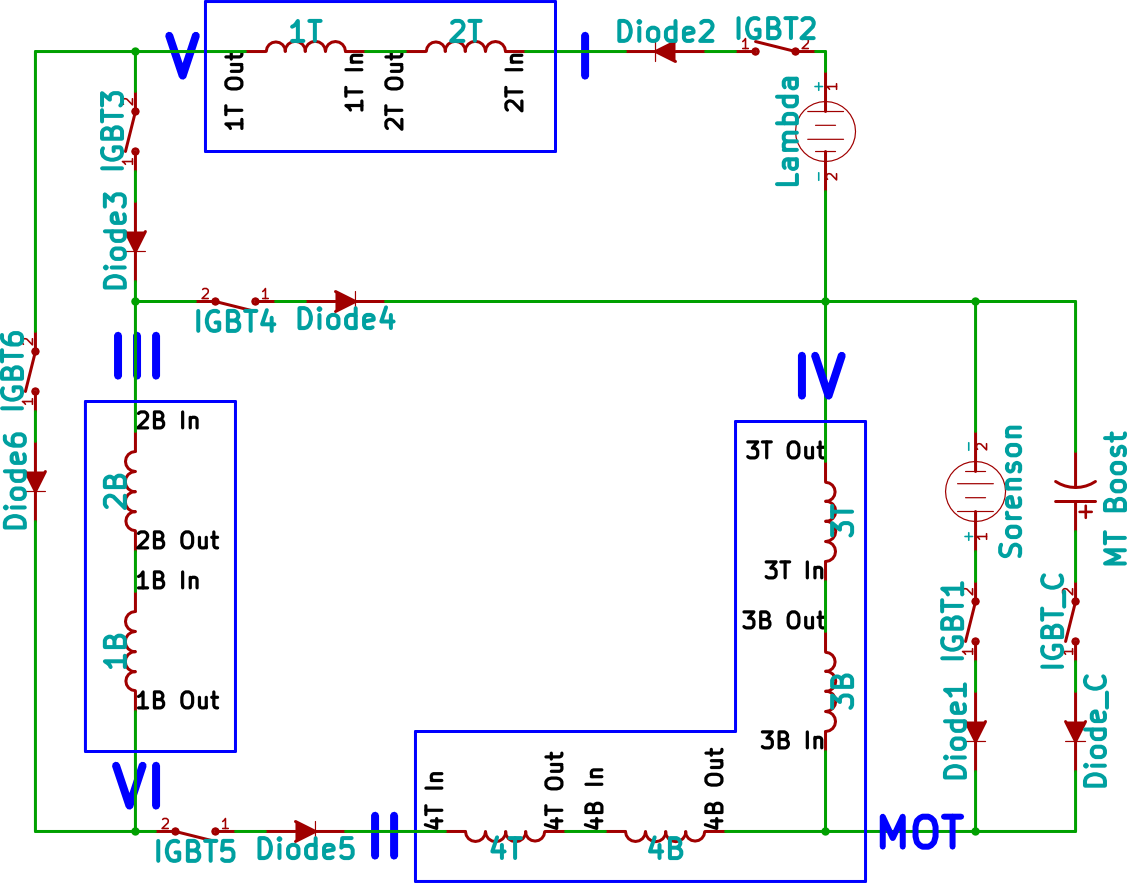 1T
2T
Diode2
IGBT2
1
2
V
I
1T Out
1T In
2T Out
2T In
Lambda
+
1
-
2
IGBT3
2
1
Diode3
2
1
IGBT4
Diode4
III
IV
IGBT6
2
1
Diode6
2B In
2B
2B Out
1B In
1B
1B Out
3T Out
3T
3T In
3B Out
3B
3B In
-
2
Sorenson
+
1
+
MT Boost
IGBT1
2
1
IGBT_C
2
1
Diode1
Diode_C
VI
2
1
IGBT5
Diode5
II
4T In
4T Out
4B In
4B Out
4T
4B
MOT